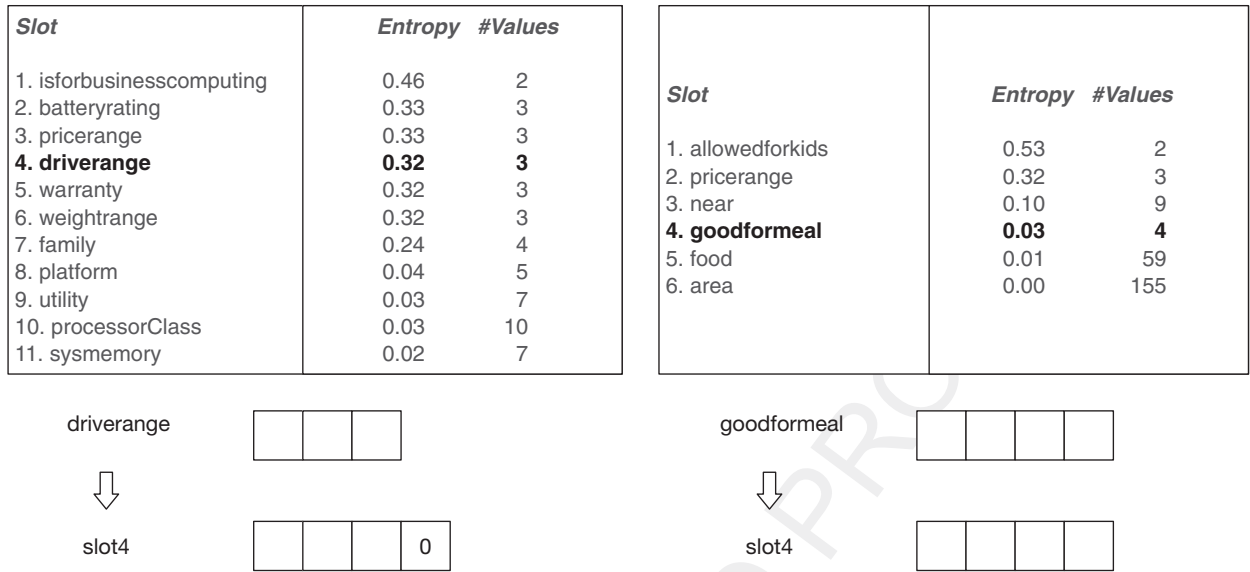 Slot Entropy #Values
1. isforbusinesscomputing 0.46 2
2. batteryrating 0.33 3
3. pricerange 0.33 3
4. driverange 0.32 3
5. warranty 0.32 3
6. weightrange 0.32 3
7. family 0.24 4
8. platform 0.04 5
9. utility 0.03 7
10. processorClass 0.03 10
11. sysmemory 0.02 7
driverange
slot4 0
Slot Entropy #Values
1. allowedforkids 0.53 2
2. pricerange 0.32 3
3. near 0.10 9
4. goodformeal 0.03 4
5. food 0.01 59
6. area 0.00 155
goodformeal
slot4
PRO